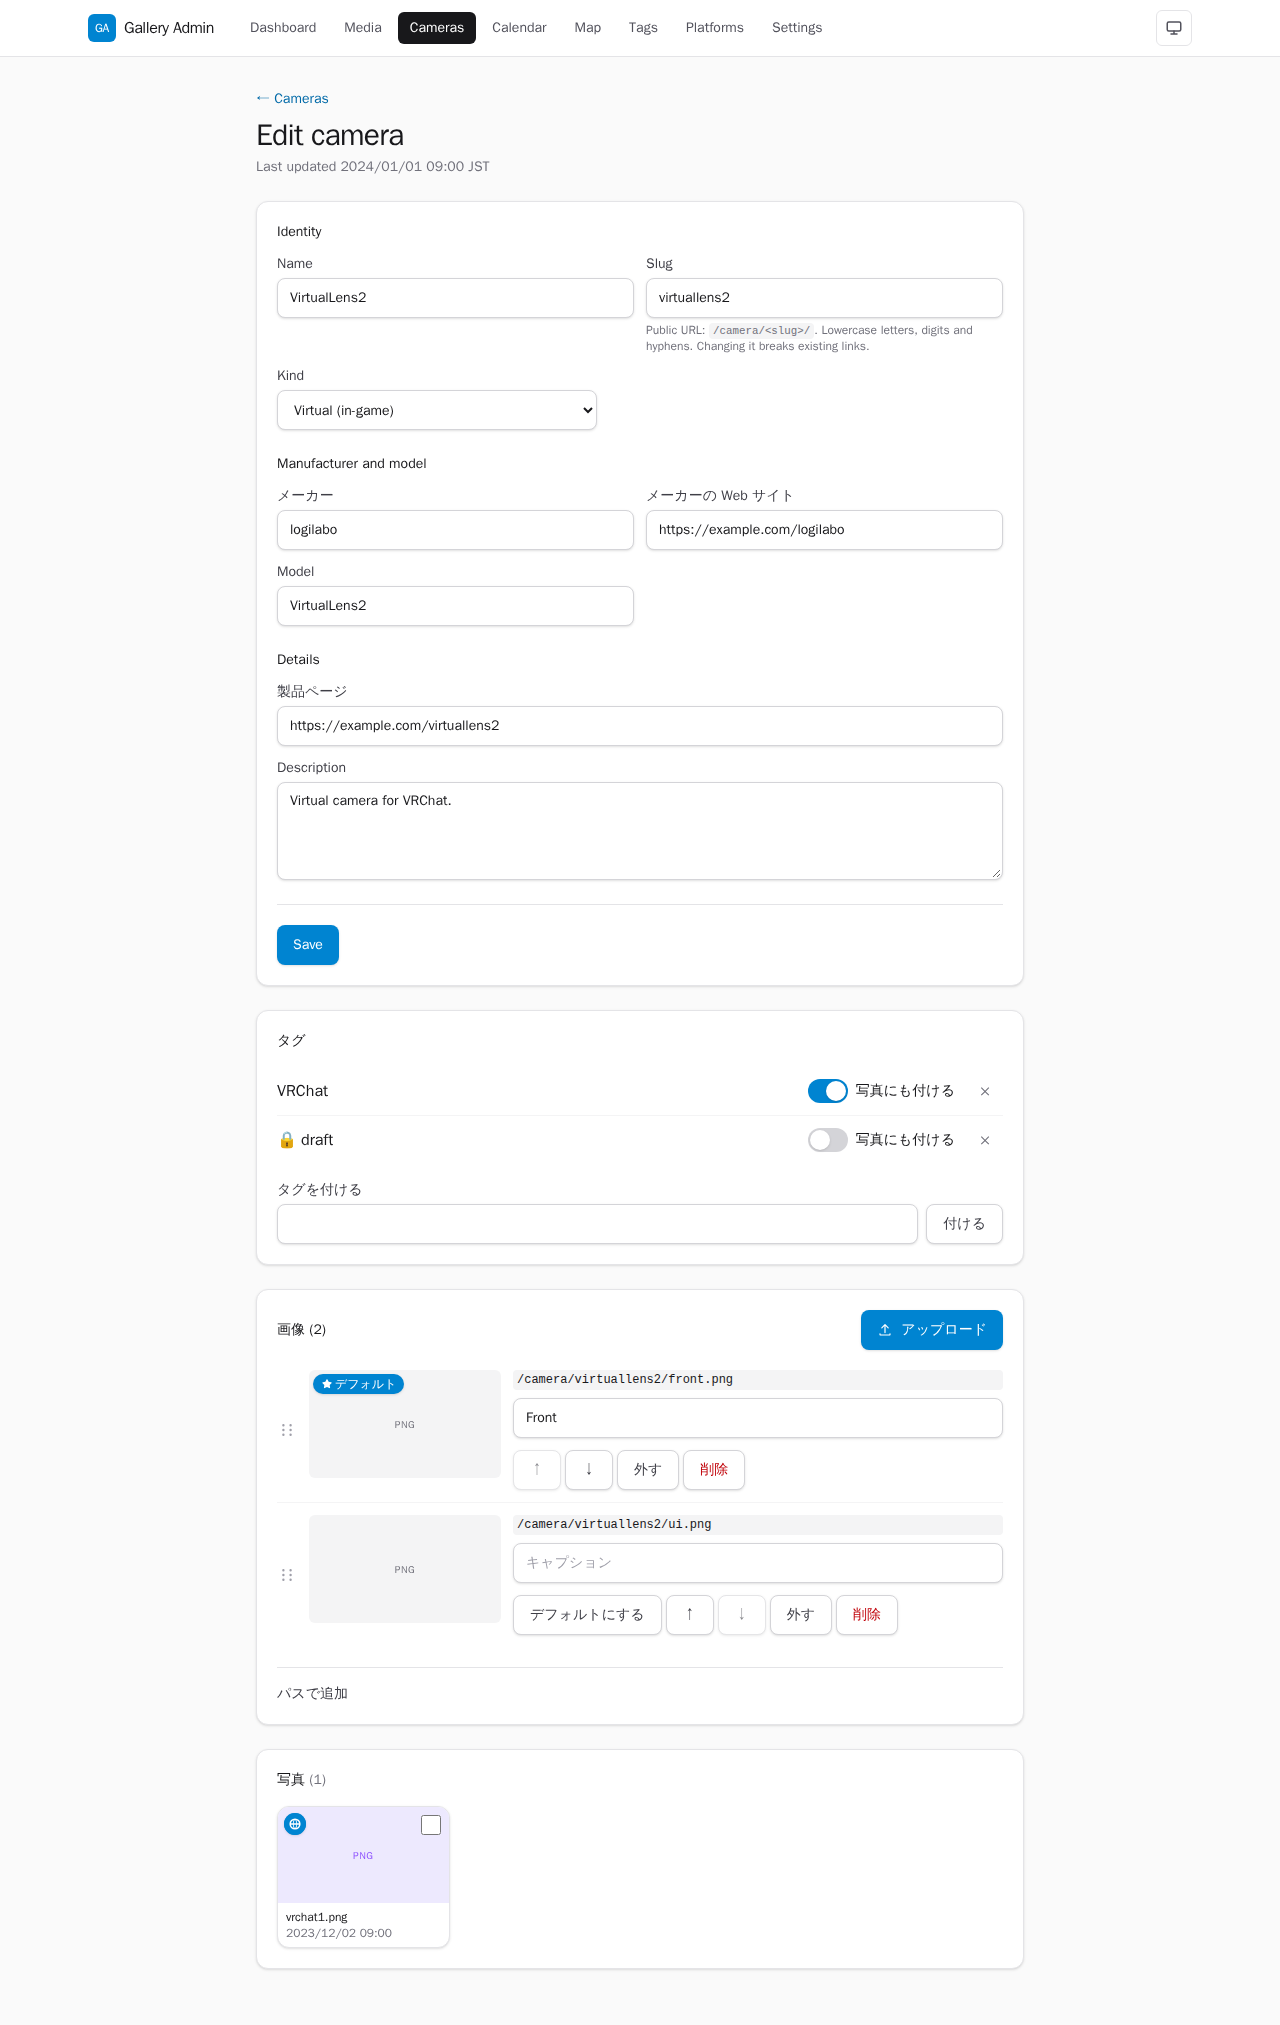 GA Gallery Admin Dashboard Media Cameras Calendar Map Tags Platforms Settings
← Cameras
Edit camera
Last updated 2024/01/01 09:00 JST
Identity
Name
VirtualLens2
Slug
virtuallens2
Public URL: /camera/<slug>/. Lowercase letters, digits and
hyphens. Changing it breaks existing links.
Kind
Virtual (in-game)
Manufacturer and model
メーカー
logilabo
メーカーの Web サイト
https://example.com/logilabo
Model
VirtualLens2
Details
製品ページ
https://example.com/virtuallens2
Description
Virtual camera for VRChat.
Save
タグ
VRChat 写真にも付ける ×
🔒 draft 写真にも付ける ×
タグを付ける
付ける
画像 (2) アップロード
★ デフォルト
PNG
/camera/virtuallens2/front.png
Front
↑ ↓ 外す 削除
PNG
/camera/virtuallens2/ui.png
キャプション
デフォルトにする ↑ ↓ 外す 削除
パスで追加
写真 (1)
PNG
vrchat1.png
2023/12/02 09:00